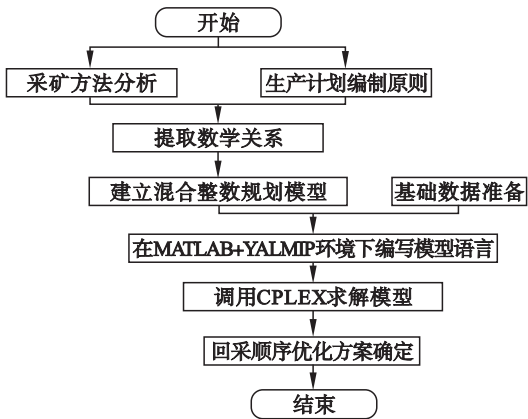 开始
采矿方法分析
生产计划编制原则
提取数学关系
建立混合整数规划模型
基础数据准备
在MATLAB+YALMIP环境下编写模型语言
调用CPLEX求解模型
回采顺序优化方案确定
结束